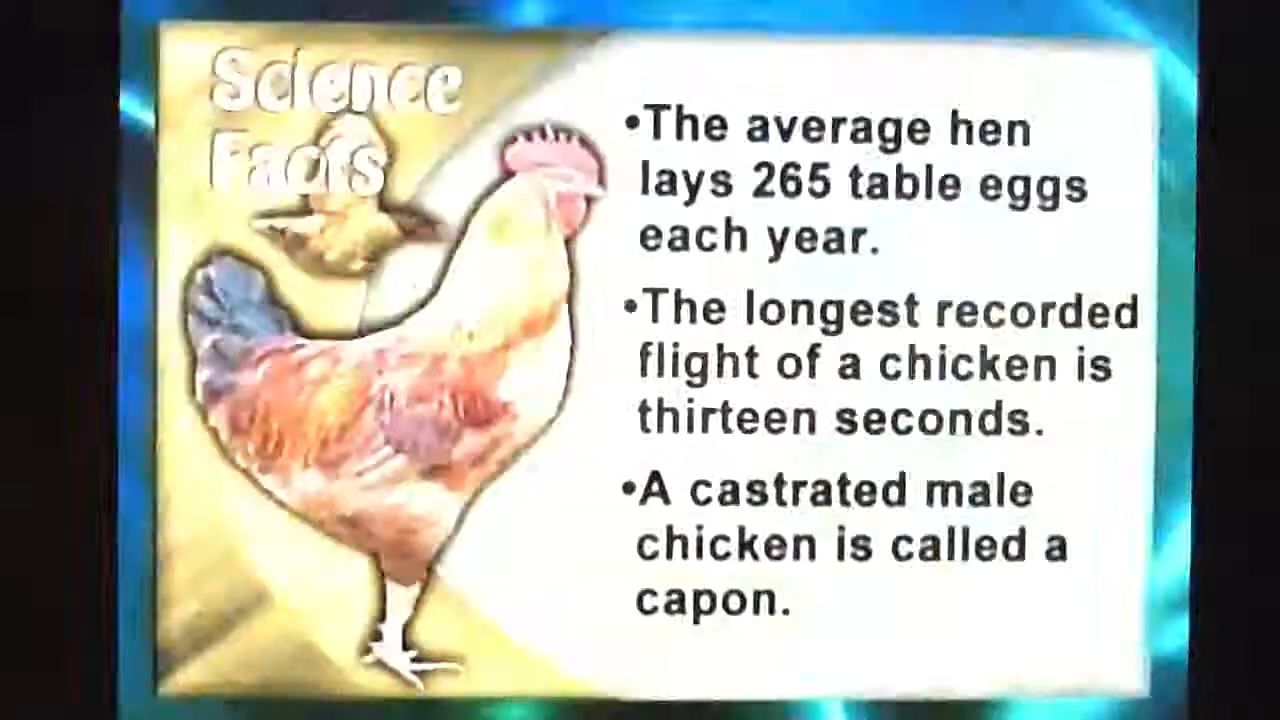 Science
Facts
•The average hen
lays 265 table eggs
each year.
•The longest recorded
flight of a chicken is
thirteen seconds.
•A castrated male
chicken is called a
capon.